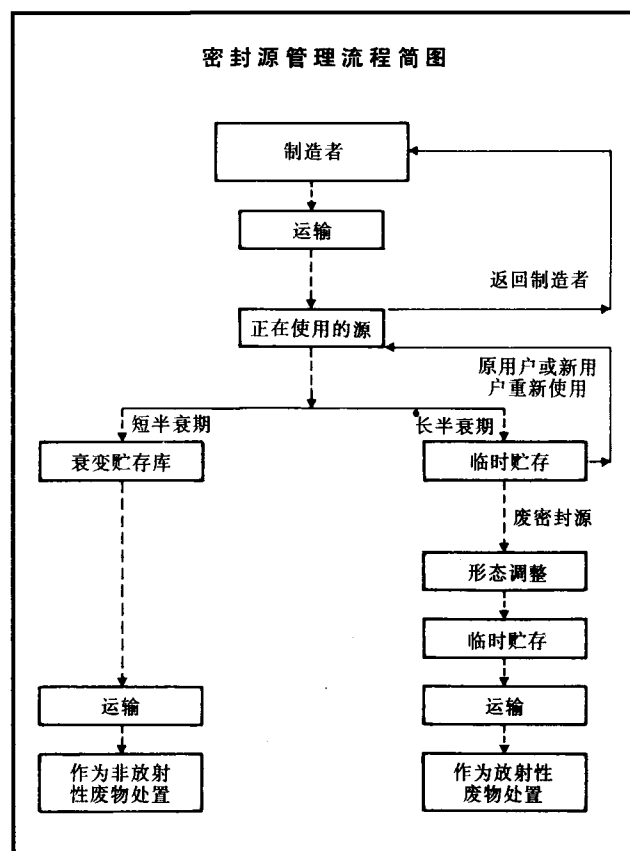 密封源管理流程简图
制造者
运输
返回制造者
正在使用的源
原用户或新用
户重新使用
短半衰期
长半衰期
衰变贮存库
临时贮存
废密封源
形态调整
临时贮存
运输
运输
作为非放射
性废物处置
作为放射性
废物处置